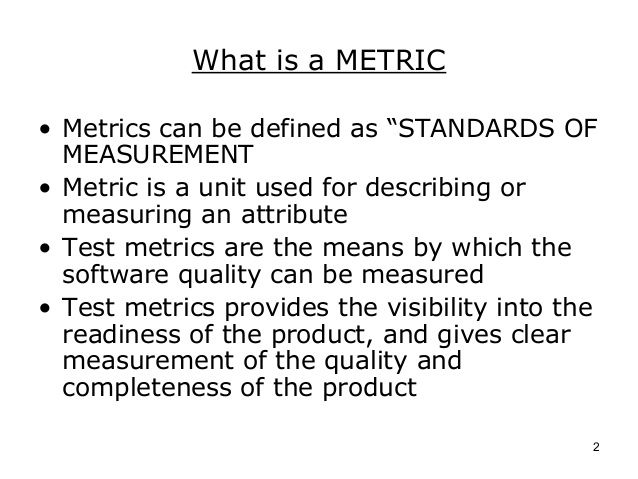 What is a METRIC
• Metrics can be defined as “STANDARDS OF
MEASUREMENT
• Metric is a unit used for describing or
measuring an attribute
• Test metrics are the means by which the
software quality can be measured
• Test metrics provides the visibility into the
readiness of the product, and gives clear
measurement of the quality and
completeness of the product
2